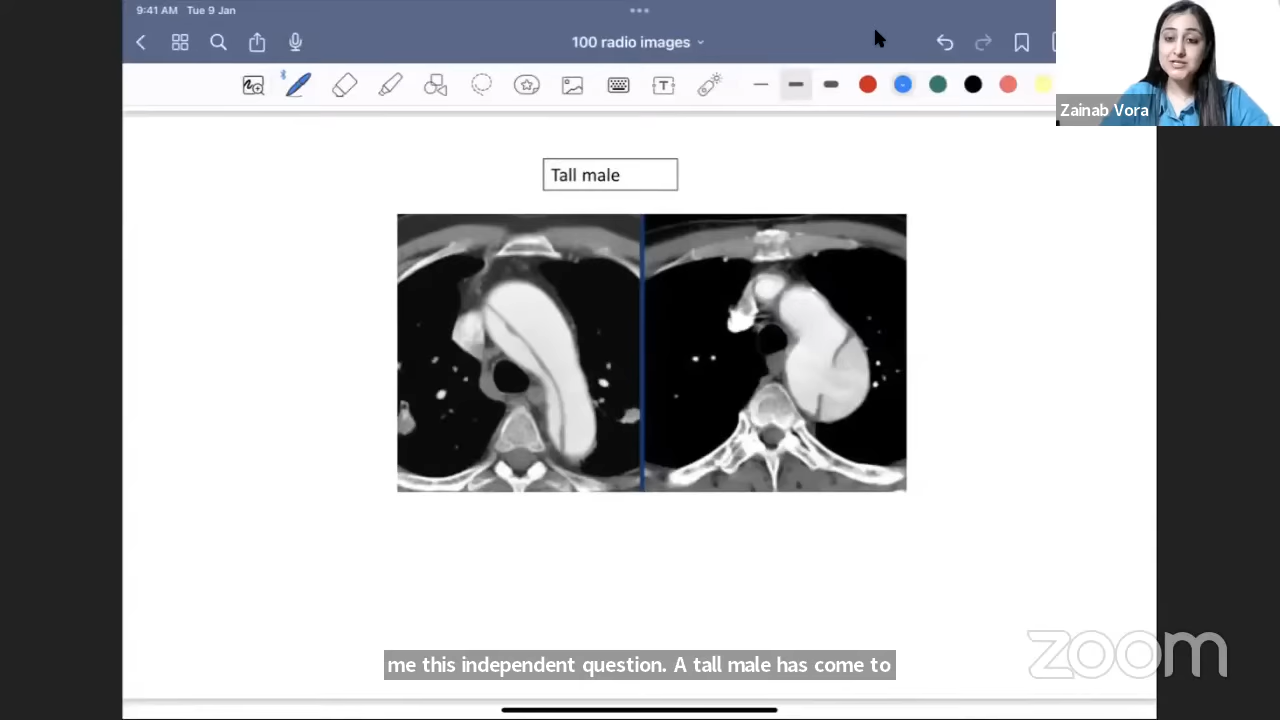 9:41 AM Tue 9 Jan
100 radio images
Zainab Vora
Tall male
me this independent question. A tall male has come to
zoom